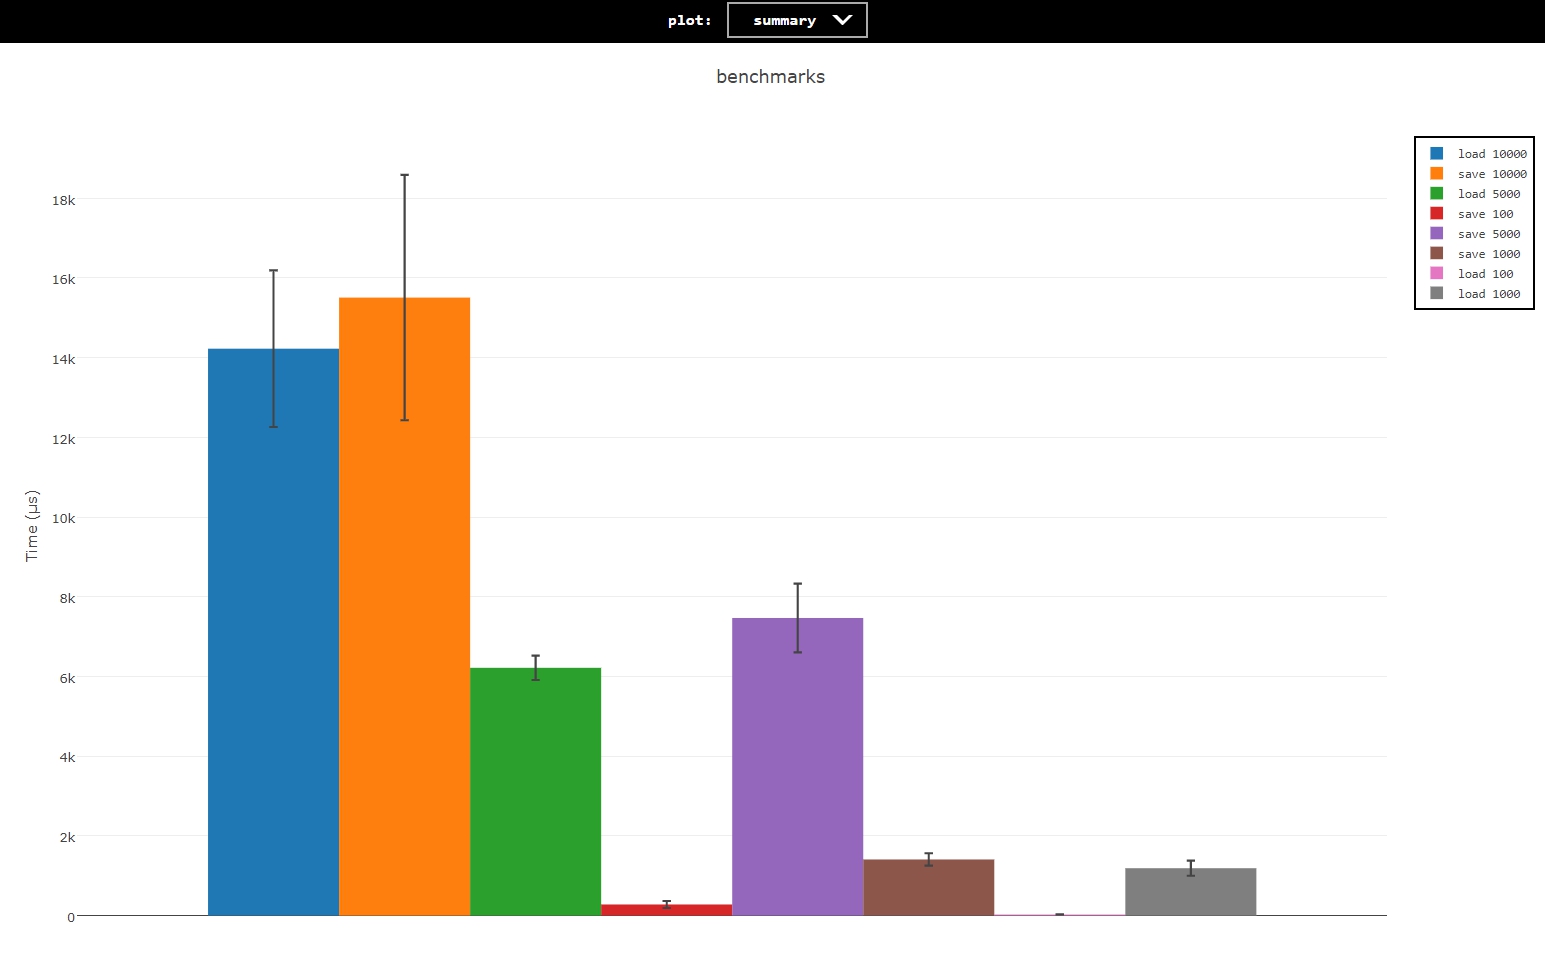 plot: summary
benchmarks
load 10000
save 10000
load 5000
save 100
save 5000
save 1000
load 100
load 1000
18k
16k
14k
12k
10k
8k
6k
4k
2k
0
Time (µs)